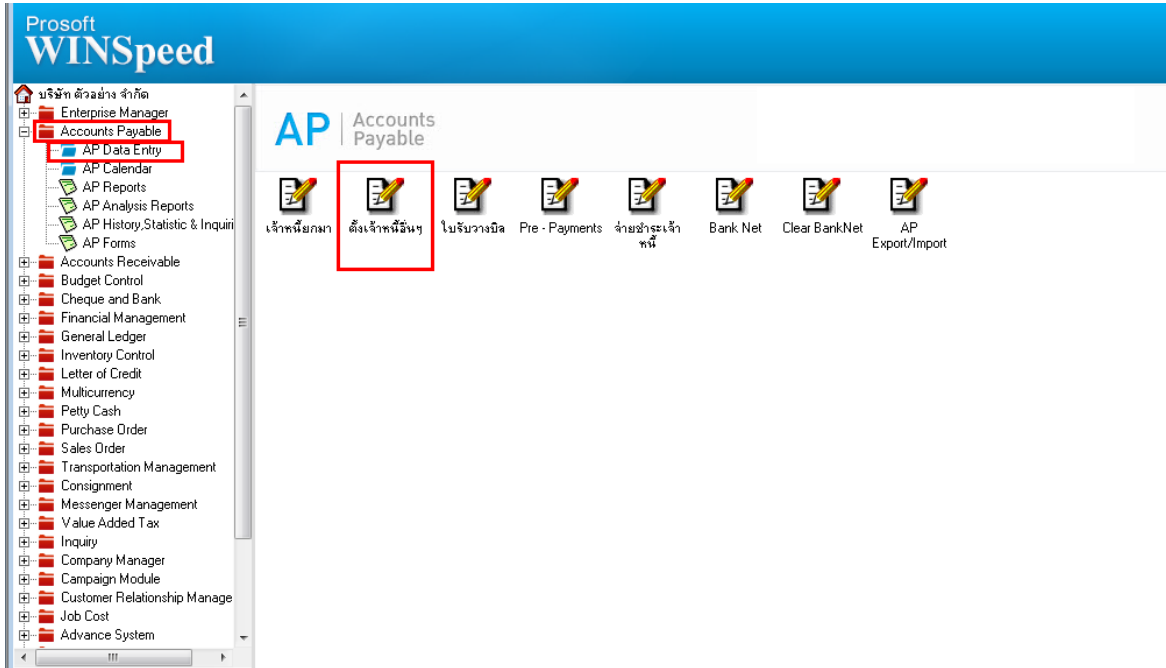 Prosoft
WINSpeed
บริษัท ตัวอย่าง จำกัด
Enterprise Manager
Accounts Payable
AP Data Entry
AP Calendar
AP Reports
AP Analysis Reports
AP History,Statistic & Inquiri
AP Forms
Accounts Receivable
Budget Control
Cheque and Bank
Financial Management
General Ledger
Inventory Control
Letter of Credit
Multicurrency
Petty Cash
Purchase Order
Sales Order
Transportation Management
Consignment
Messenger Management
Value Added Tax
Inquiry
Company Manager
Campaign Module
Customer Relationship Manage
Job Cost
Advance System
AP
Accounts
Payable
เจ้าหนี้ยกมา
ตั้งเจ้าหนี้อื่นๆ
ใบรับวางบิล
Pre - Payments
จ่ายชำระเจ้า
หนี้
Bank Net
Clear BankNet
AP
Export/Import